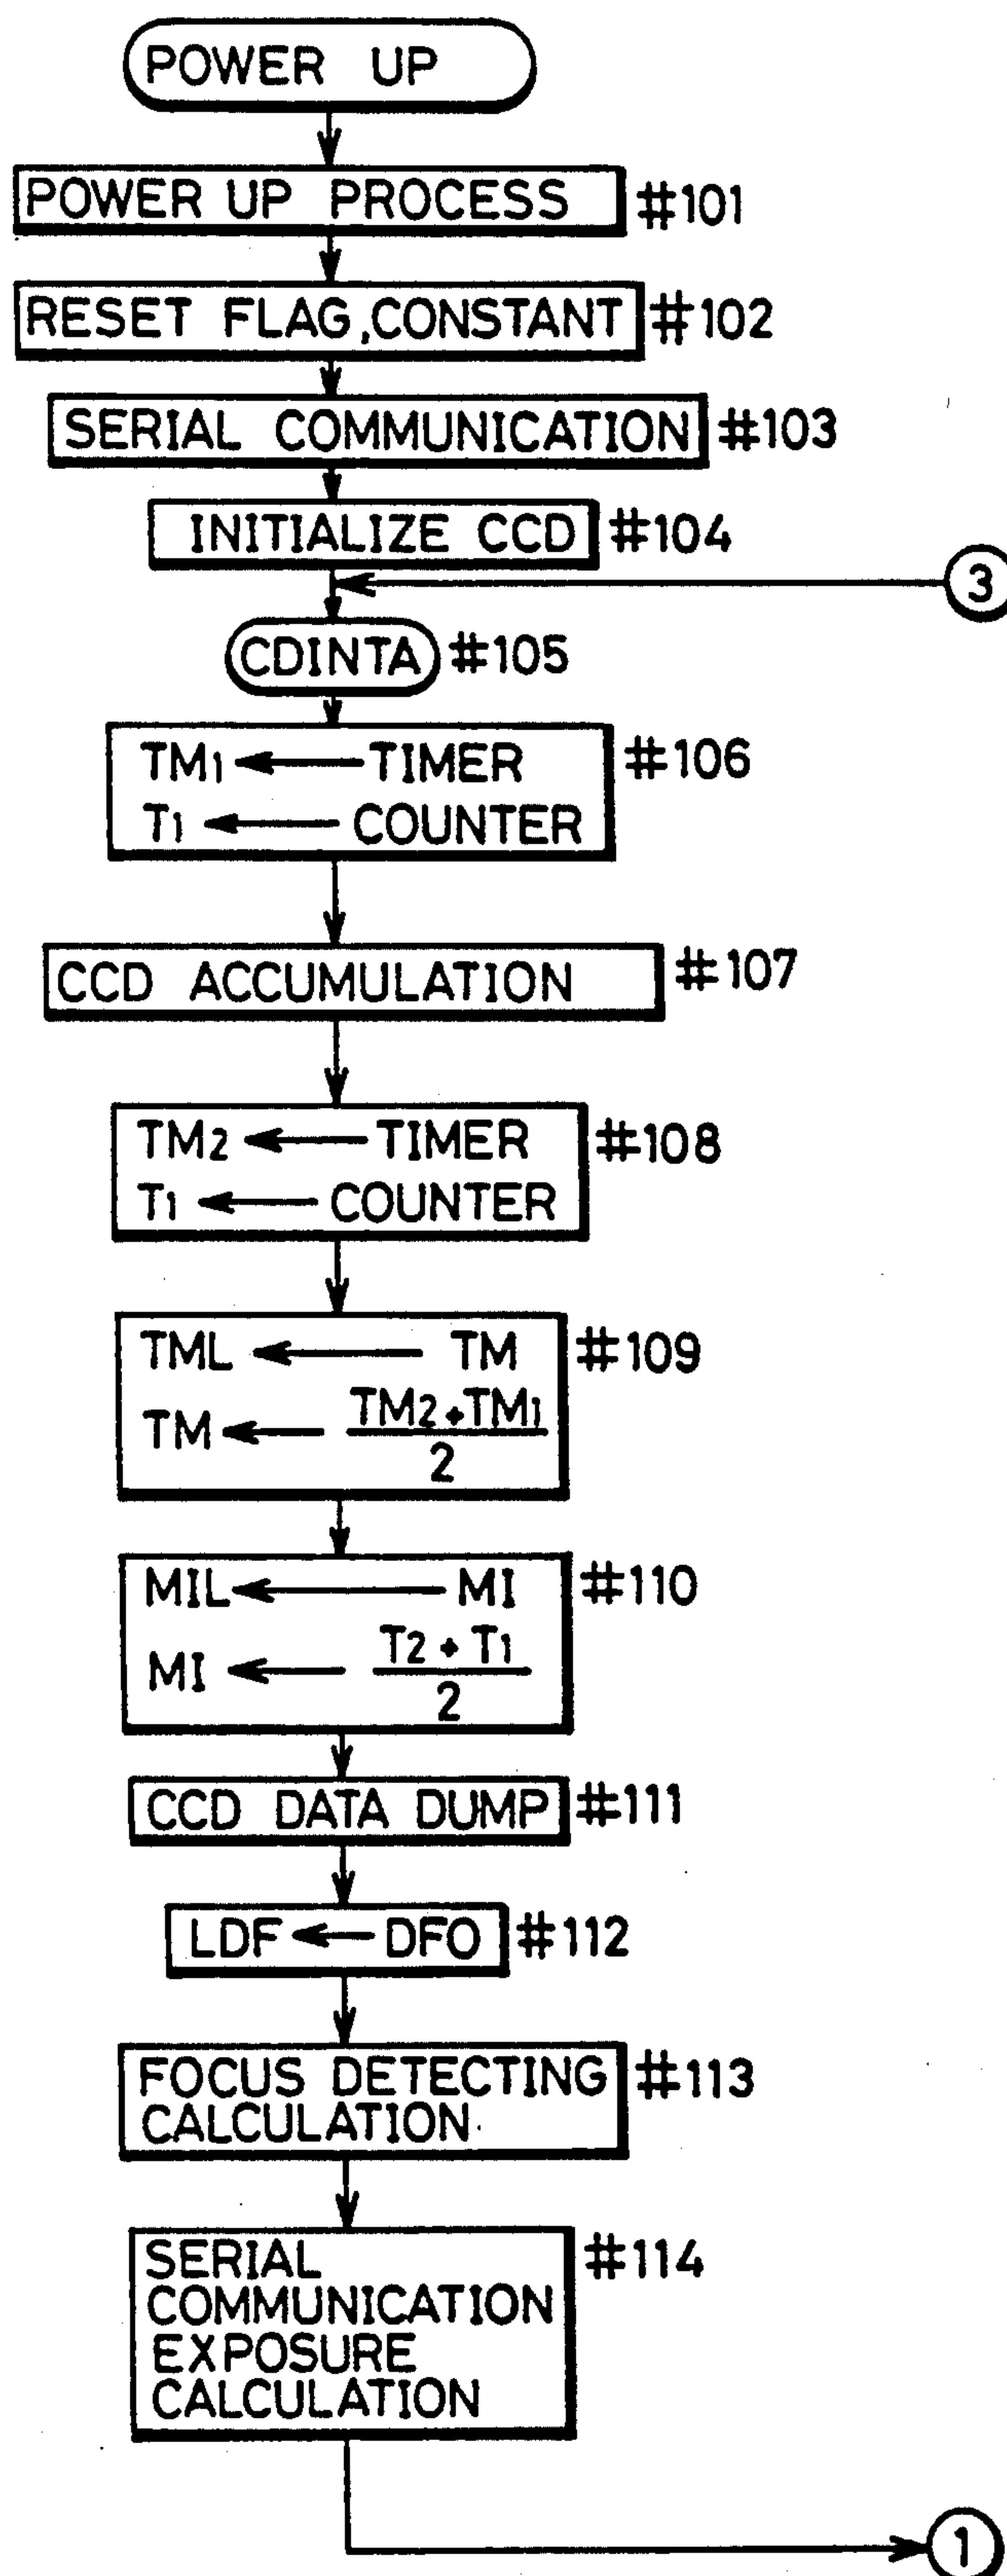 POWER UP
POWER UP PROCESS #101
RESET FLAG,CONSTANT #102
SERIAL COMMUNICATION #103
INITIALIZE CCD #104
3
CDINTA #105
TM1 ← TIMER #106
T1 ← COUNTER
CCD ACCUMULATION #107
TM2 ← TIMER #108
T1 ← COUNTER
TML ← TM #109
TM ← TM2+TM1
2
MIL ← MI #110
MI ← T2 + T1
2
CCD DATA DUMP #111
LDF ← DFO #112
FOCUS DETECTING #113
CALCULATION
SERIAL #114
COMMUNICATION
EXPOSURE
CALCULATION
1